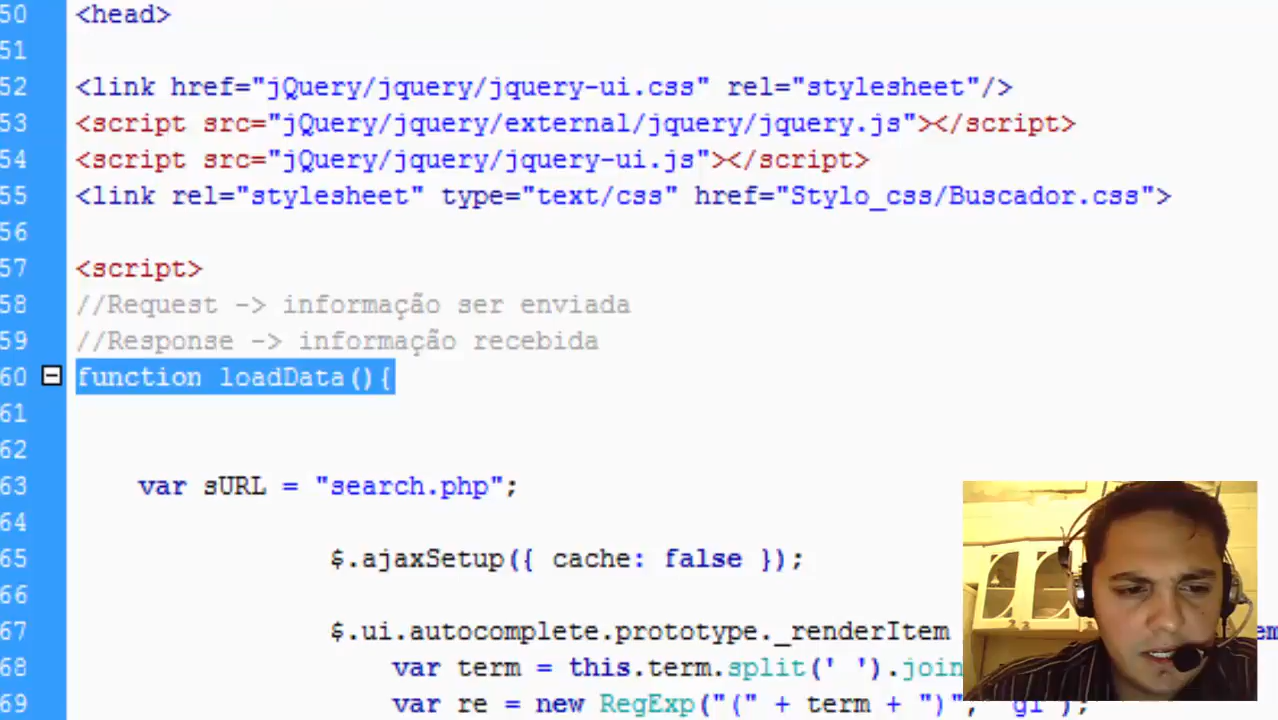 50 <head>
51
52 <link href="jQuery/jquery/jquery-ui.css" rel="stylesheet"/>
53 <script src="jQuery/jquery/external/jquery/jquery.js"></script>
54 <script src="jQuery/jquery/jquery-ui.js"></script>
55 <link rel="stylesheet" type="text/css" href="Stylo_css/Buscador.css">
56
57 <script>
58 //Request -> informação ser enviada
59 //Response -> informação recebida
60 function loadData(){
61
62
63 var sURL = "search.php";
64
65 $.ajaxSetup({ cache: false });
66
67 $.ui.autocomplete.prototype._renderItem
68 var term = this.term.split(' ').join
69 var re = new RegExp("(" + term + ")", "gi");